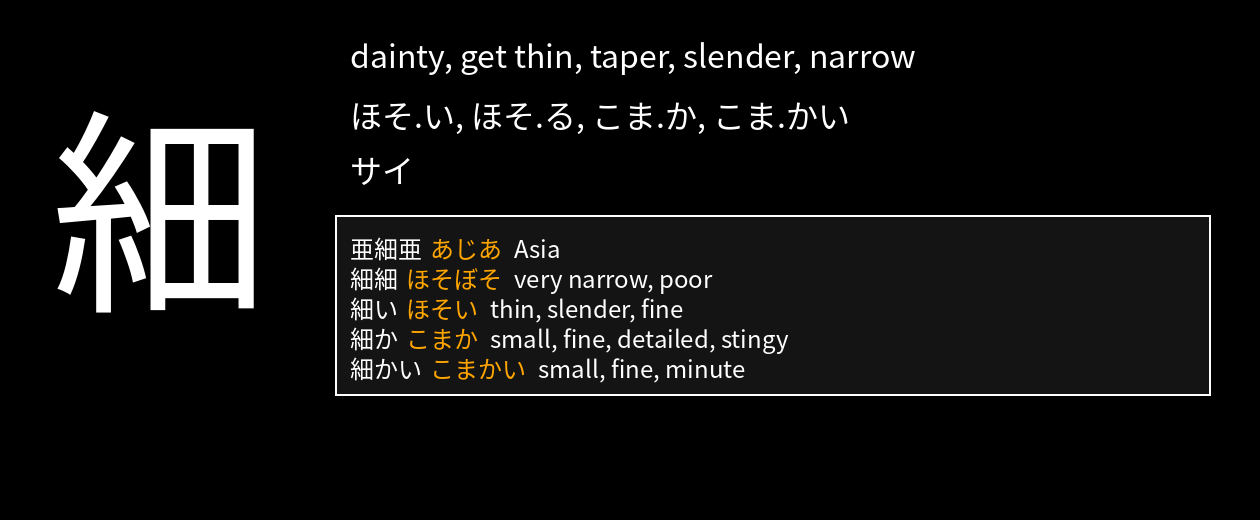 細
dainty, get thin, taper, slender, narrow
ほそ.い, ほそ.る, こま.か, こま.かい
サイ
亜細亜 あじあ Asia
細細 ほそぼそ very narrow, poor
細い ほそい thin, slender, fine
細か こまか small, fine, detailed, stingy
細かい こまかい small, fine, minute